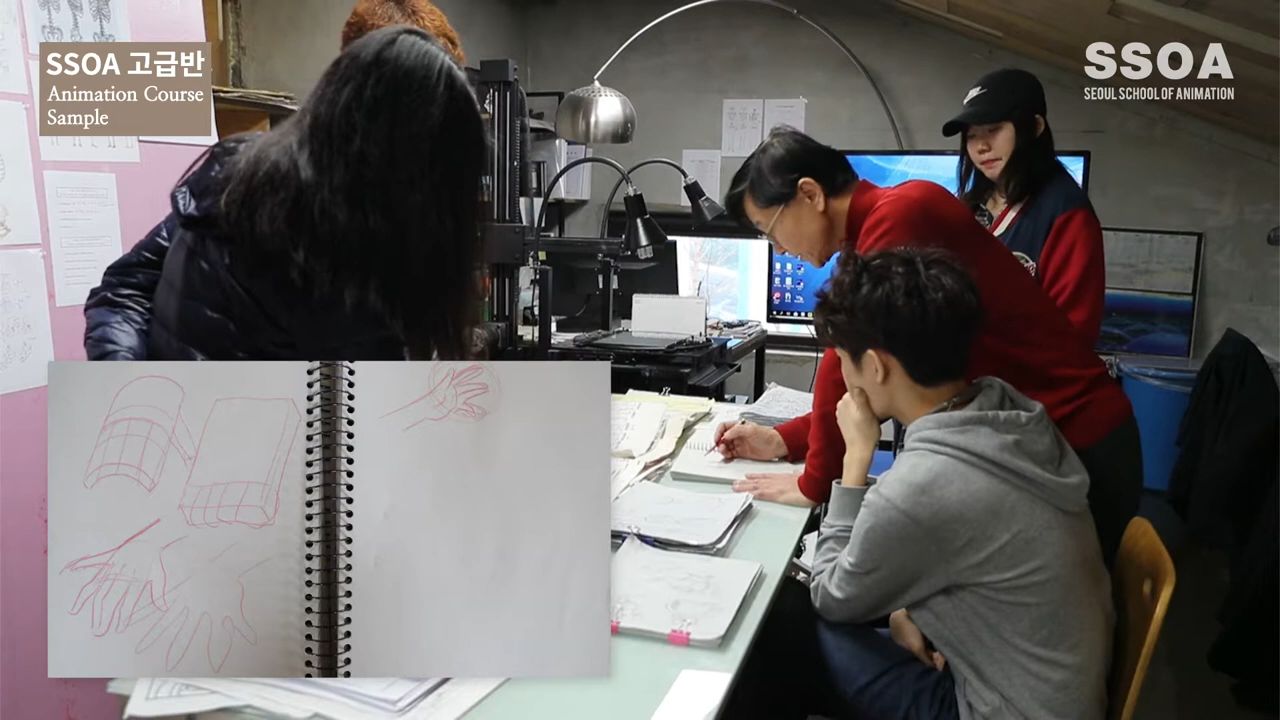 SSOA 고급반
Animation Course
Sample
SSOA
SEOUL SCHOOL OF ANIMATION